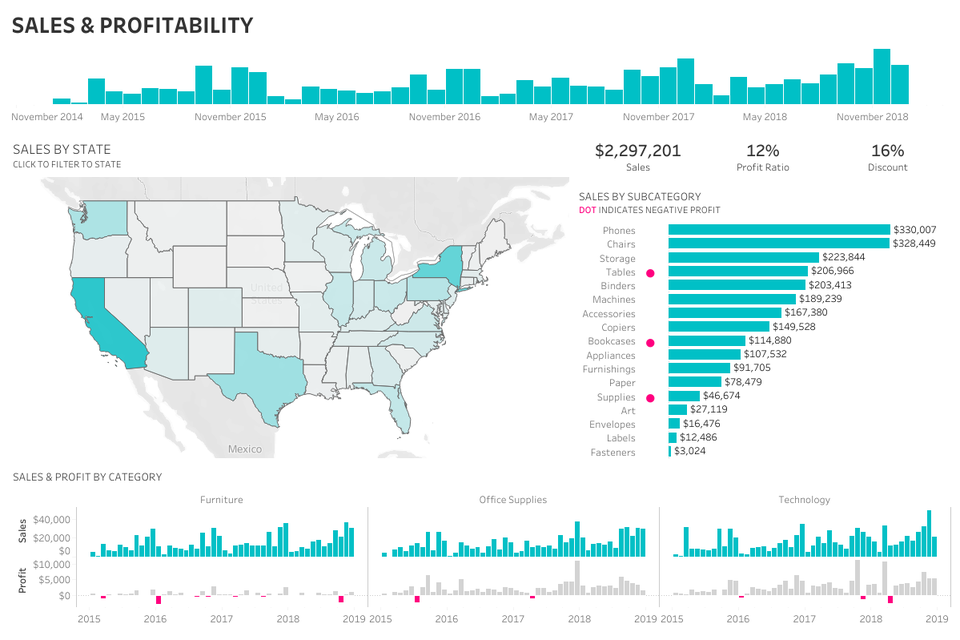 SALES & PROFITABILITY
November 2014 May 2015 November 2015 May 2016 November 2016 May 2017 November 2017 May 2018 November 2018
SALES BY STATE
CLICK TO FILTER TO STATE
$2,297,201 12% 16%
Sales Profit Ratio Discount
United States
Mexico
SALES BY SUBCATEGORY
DOT INDICATES NEGATIVE PROFIT
Phones $330,007
Chairs $328,449
Storage $223,844
Tables $206,966
Binders $203,413
Machines $189,239
Accessories $167,380
Copiers $149,528
Bookcases $114,880
Appliances $107,532
Furnishings $91,705
Paper $78,479
Supplies $46,674
Art $27,119
Envelopes $16,476
Labels $12,486
Fasteners $3,024
SALES & PROFIT BY CATEGORY
Furniture Office Supplies Technology
Sales
$40,000
$20,000
$0
Profit
$10,000
$5,000
$0
2015 2016 2017 2018 2019 2015 2016 2017 2018 2019 2015 2016 2017 2018 2019